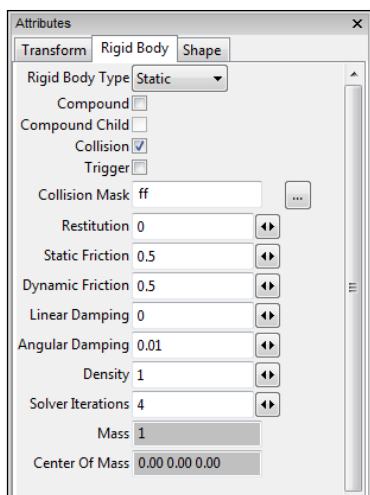 Attributes x
Transform Rigid Body Shape
Rigid Body Type Static
Compound
Compound Child
Collision
Trigger
Collision Mask ff ...
Restitution 0
Static Friction 0.5
Dynamic Friction 0.5
Linear Damping 0
Angular Damping 0.01
Density 1
Solver Iterations 4
Mass 1
Center Of Mass 0.00 0.00 0.00